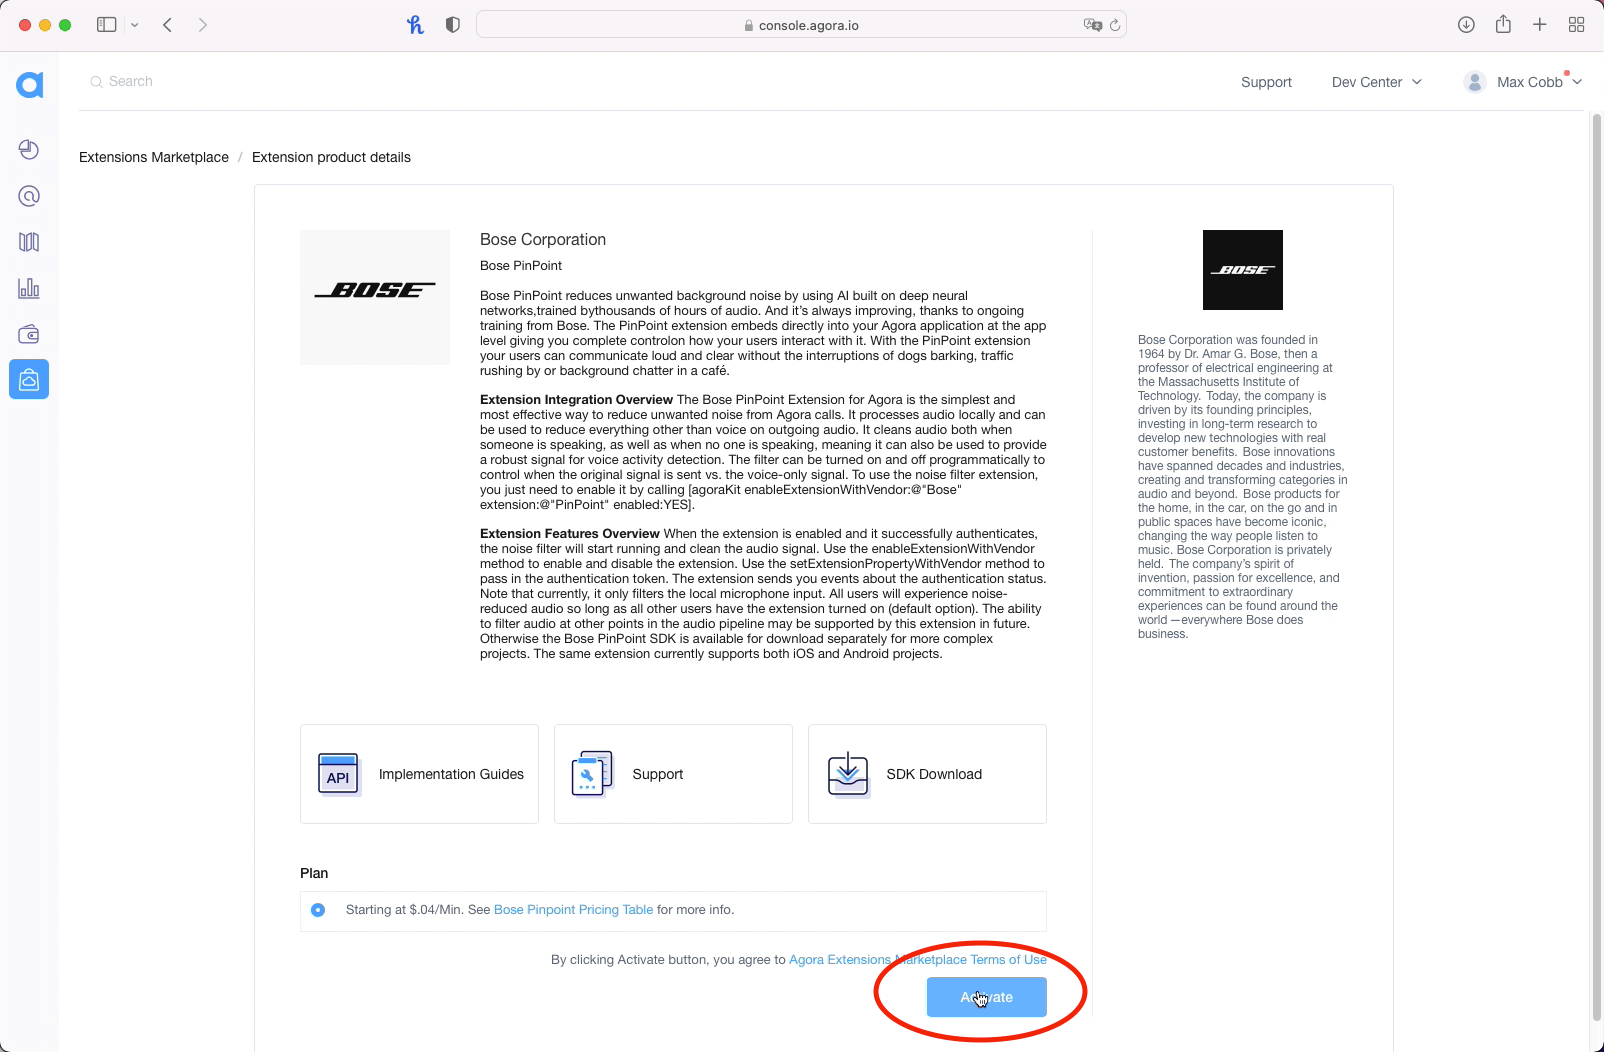 console.agora.io
Search
Support
Dev Center
Max Cobb
Extensions Marketplace / Extension product details
BOSE
Bose Corporation
Bose PinPoint
Bose PinPoint reduces unwanted background noise by using AI built on deep neural
networks,trained bythousands of hours of audio. And it’s always improving, thanks to ongoing
training from Bose. The PinPoint extension embeds directly into your Agora application at the app
level giving you complete controlon how your users interact with it. With the PinPoint extension
your users can communicate loud and clear without the interruptions of dogs barking, traffic
rushing by or background chatter in a café.
Extension Integration Overview The Bose PinPoint Extension for Agora is the simplest and
most effective way to reduce unwanted noise from Agora calls. It processes audio locally and can
be used to reduce everything other than voice on outgoing audio. It cleans audio both when
someone is speaking, as well as when no one is speaking, meaning it can also be used to provide
a robust signal for voice activity detection. The filter can be turned on and off programmatically to
control when the original signal is sent vs. the voice-only signal. To use the noise filter extension,
you just need to enable it by calling [agoraKit enableExtensionWithVendor:@"Bose"
extension:@"PinPoint" enabled:YES].
Extension Features Overview When the extension is enabled and it successfully authenticates,
the noise filter will start running and clean the audio signal. Use the enableExtensionWithVendor
method to enable and disable the extension. Use the setExtensionPropertyWithVendor method to
pass in the authentication token. The extension sends you events about the authentication status.
Note that currently, it only filters the local microphone input. All users will experience noise-
reduced audio so long as all other users have the extension turned on (default option). The ability
to filter audio at other points in the audio pipeline may be supported by this extension in future.
Otherwise the Bose PinPoint SDK is available for download separately for more complex
projects. The same extension currently supports both iOS and Android projects.
BOSE
Bose Corporation was founded in
1964 by Dr. Amar G. Bose, then a
professor of electrical engineering at
the Massachusetts Institute of
Technology. Today, the company is
driven by its founding principles,
investing in long-term research to
develop new technologies with real
customer benefits. Bose innovations
have spanned decades and industries,
creating and transforming categories in
audio and beyond. Bose products for
the home, in the car, on the go and in
public spaces have become iconic,
changing the way people listen to
music. Bose Corporation is privately
held. The company’s spirit of
invention, passion for excellence, and
commitment to extraordinary
experiences can be found around the
world —everywhere Bose does
business.
API
Implementation Guides
Support
SDK Download
Plan
Starting at $.04/Min. See Bose Pinpoint Pricing Table for more info.
By clicking Activate button, you agree to Agora Extensions Marketplace Terms of Use
Activate